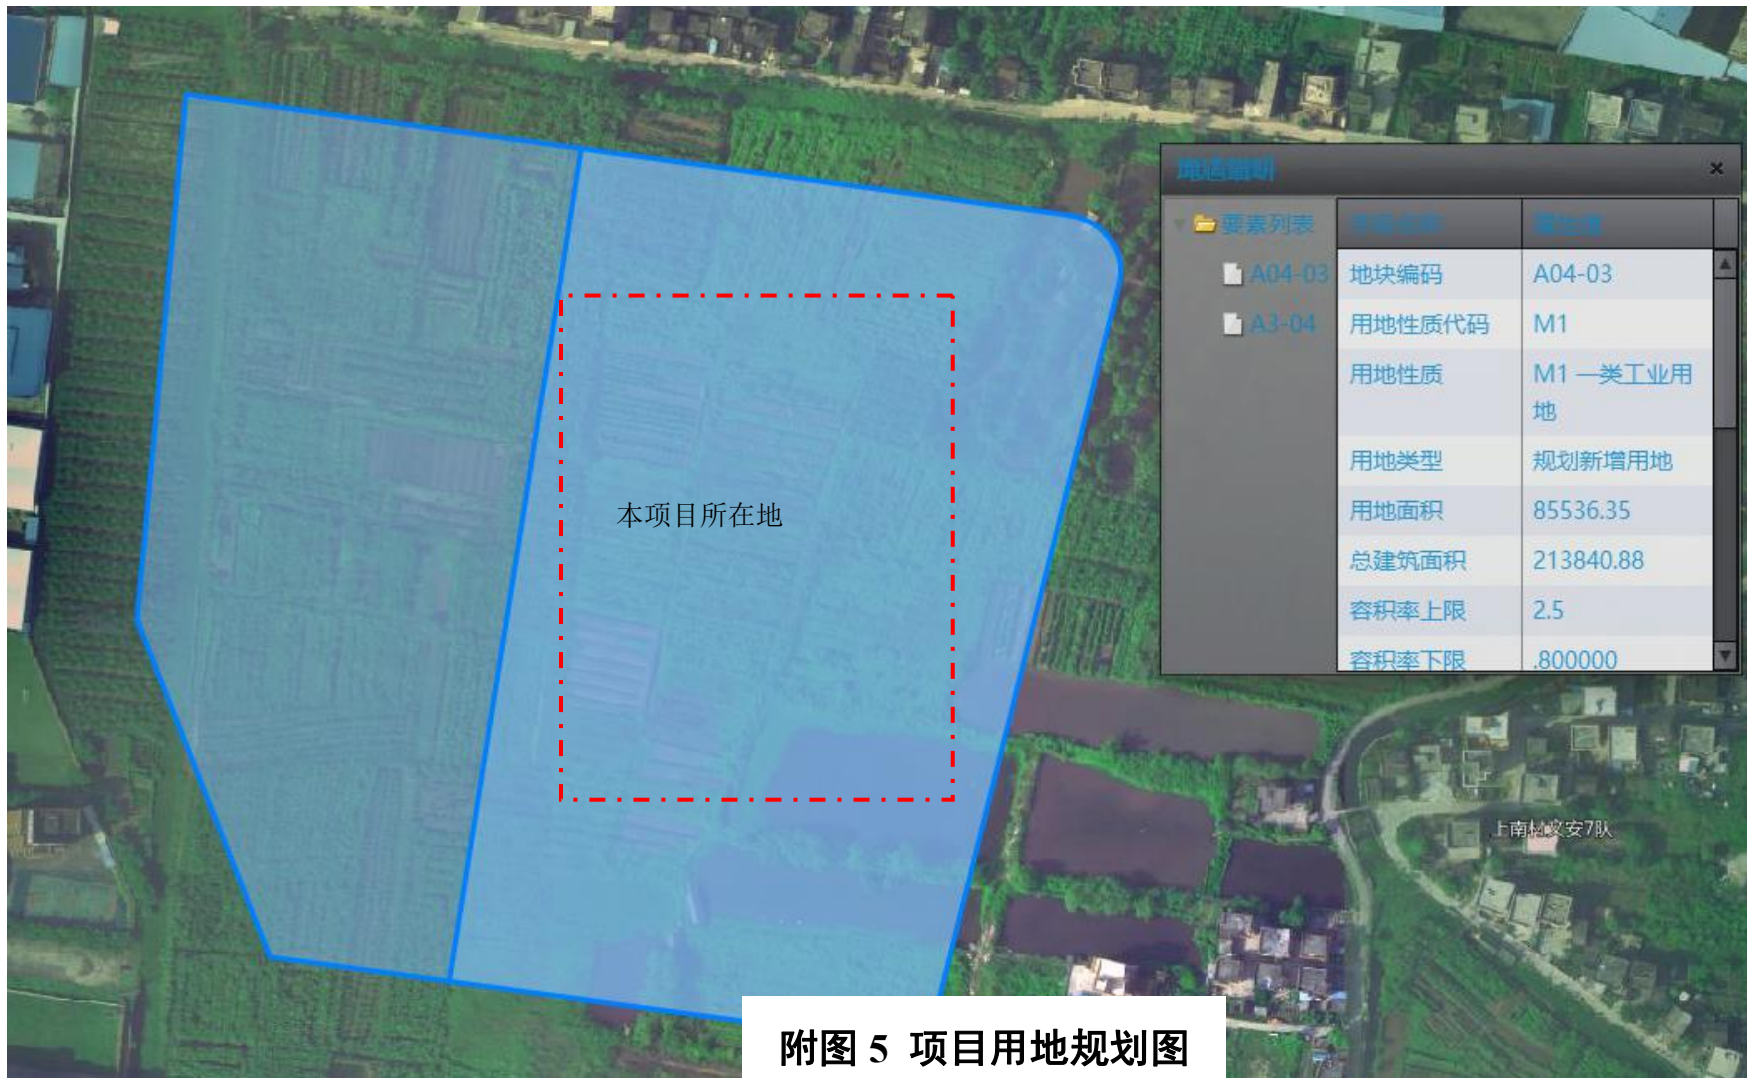 要素列表
A04-03
A3-04
地块编码 A04-03
用地性质代码 M1
用地性质 M1 一类工业用
地
用地类型 规划新增用地
用地面积 85536.35
总建筑面积 213840.88
容积率上限 2.5
容积率下限 .800000
本项目所在地
上南村文安7队
附图 5 项目用地规划图